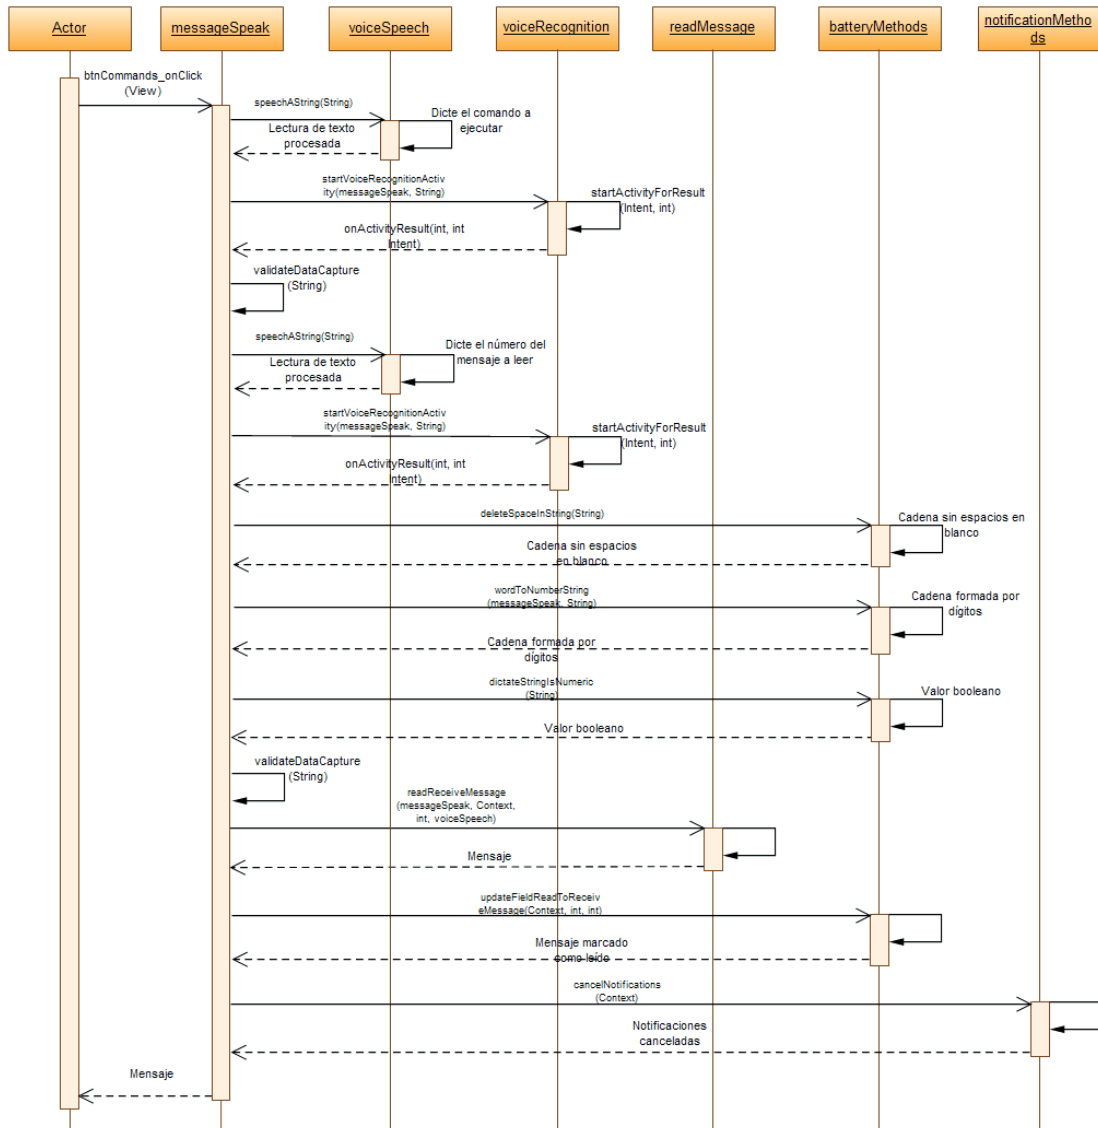 Actor
messageSpeak
voiceSpeech
voiceRecognition
readMessage
batteryMethods
notificationMetho
ds
btnCommands_onClick
(View)
speechAString(String)
Dicte el comando a
ejecutar
Lectura de texto
procesada
startVoiceRecognitionActiv
ity(messageSpeak, String)
startActivityForResult
(Intent, int)
onActivityResult(int, int
Intent)
validateDataCapture
(String)
speechAString(String)
Dicte el número del
mensaje a leer
Lectura de texto
procesada
startVoiceRecognitionActiv
ity(messageSpeak, String)
startActivityForResult
(Intent, int)
onActivityResult(int, int
Intent)
deleteSpaceInString(String)
Cadena sin espacios en
blanco
Cadena sin espacios
en blanco
wordToNumberString
(messageSpeak, String)
Cadena formada por
dígitos
Cadena formada por
dígitos
dictateStringIsNumeric
(String)
Valor booleano
Valor booleano
validateDataCapture
(String)
readReceiveMessage
(messageSpeak, Context,
int, voiceSpeech)
Mensaje
updateFieldReadToReceiv
eMessage(Context, int, int)
Mensaje marcado
como leído
cancelNotifications
(Context)
Notificaciones
canceladas
Mensaje